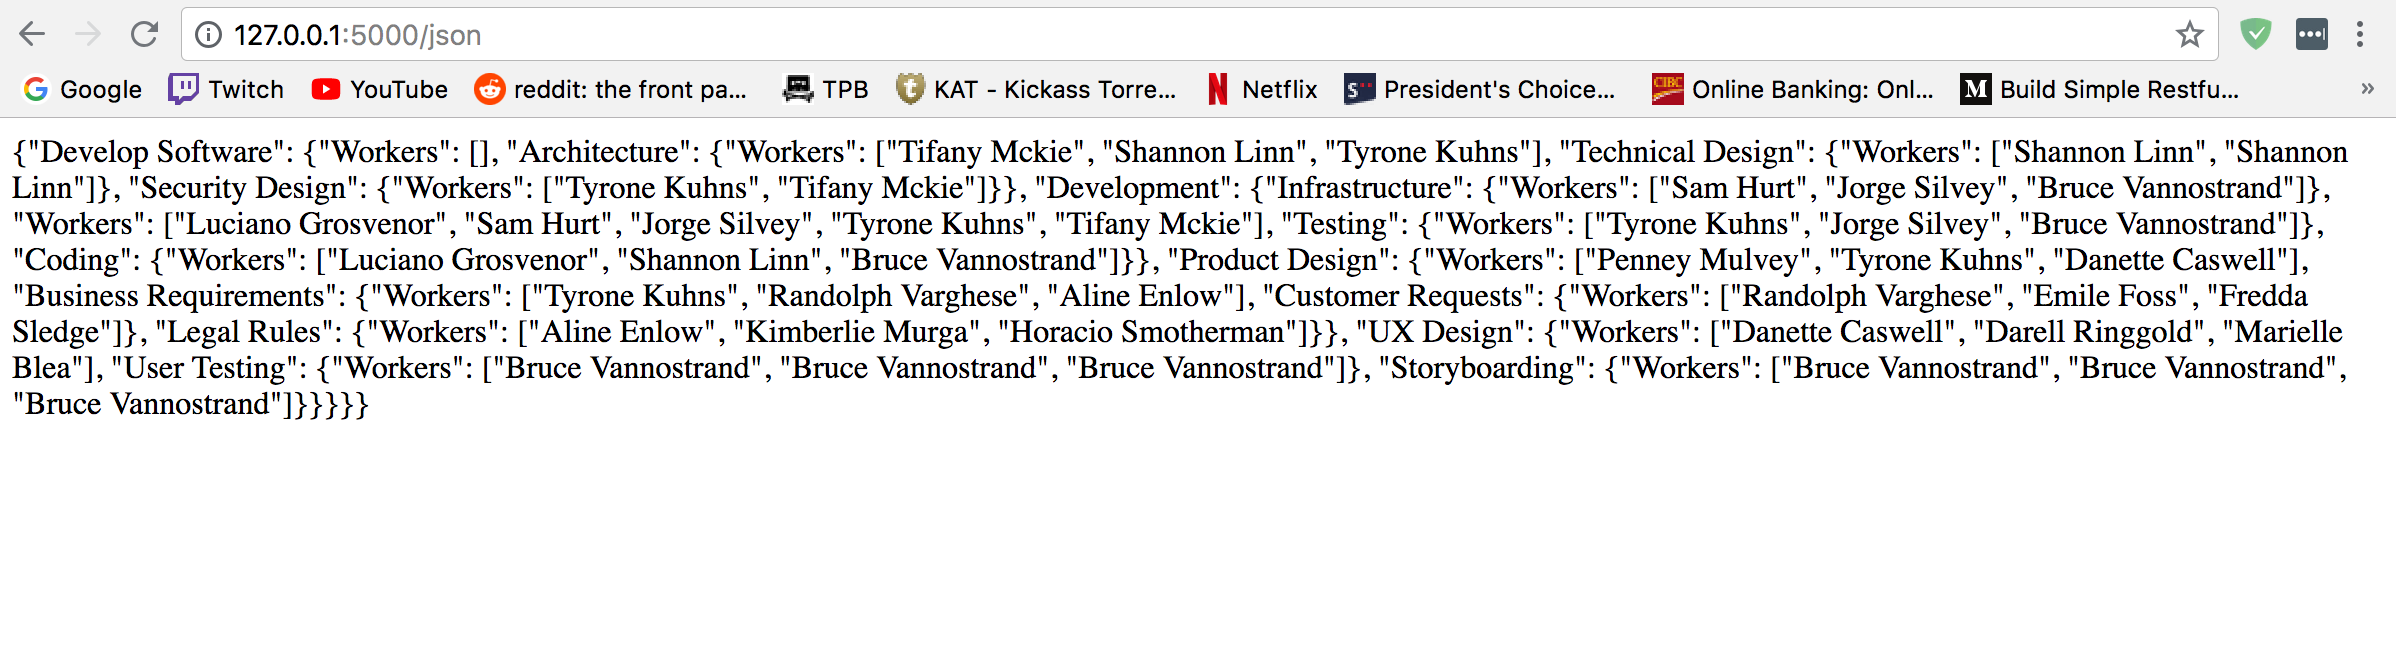 127.0.0.1:5000/json
Google Twitch YouTube reddit: the front pa... TPB KAT - Kickass Torre... Netflix President's Choice... CIBC Online Banking: Onl... M Build Simple Restfu... »
{"Develop Software": {"Workers": [], "Architecture": {"Workers": ["Tifany Mckie", "Shannon Linn", "Tyrone Kuhns"], "Technical Design": {"Workers": ["Shannon Linn", "Shannon
Linn"]}, "Security Design": {"Workers": ["Tyrone Kuhns", "Tifany Mckie"]}}, "Development": {"Infrastructure": {"Workers": ["Sam Hurt", "Jorge Silvey", "Bruce Vannostrand"]},
"Workers": ["Luciano Grosvenor", "Sam Hurt", "Jorge Silvey", "Tyrone Kuhns", "Tifany Mckie"], "Testing": {"Workers": ["Tyrone Kuhns", "Jorge Silvey", "Bruce Vannostrand"]},
"Coding": {"Workers": ["Luciano Grosvenor", "Shannon Linn", "Bruce Vannostrand"]}}, "Product Design": {"Workers": ["Penney Mulvey", "Tyrone Kuhns", "Danette Caswell"],
"Business Requirements": {"Workers": ["Tyrone Kuhns", "Randolph Varghese", "Aline Enlow"], "Customer Requests": {"Workers": ["Randolph Varghese", "Emile Foss", "Fredda
Sledge"]}, "Legal Rules": {"Workers": ["Aline Enlow", "Kimberlie Murga", "Horacio Smotherman"]}}, "UX Design": {"Workers": ["Danette Caswell", "Darell Ringgold", "Marielle
Blea"], "User Testing": {"Workers": ["Bruce Vannostrand", "Bruce Vannostrand", "Bruce Vannostrand"]}, "Storyboarding": {"Workers": ["Bruce Vannostrand", "Bruce Vannostrand",
"Bruce Vannostrand"]}}}}}